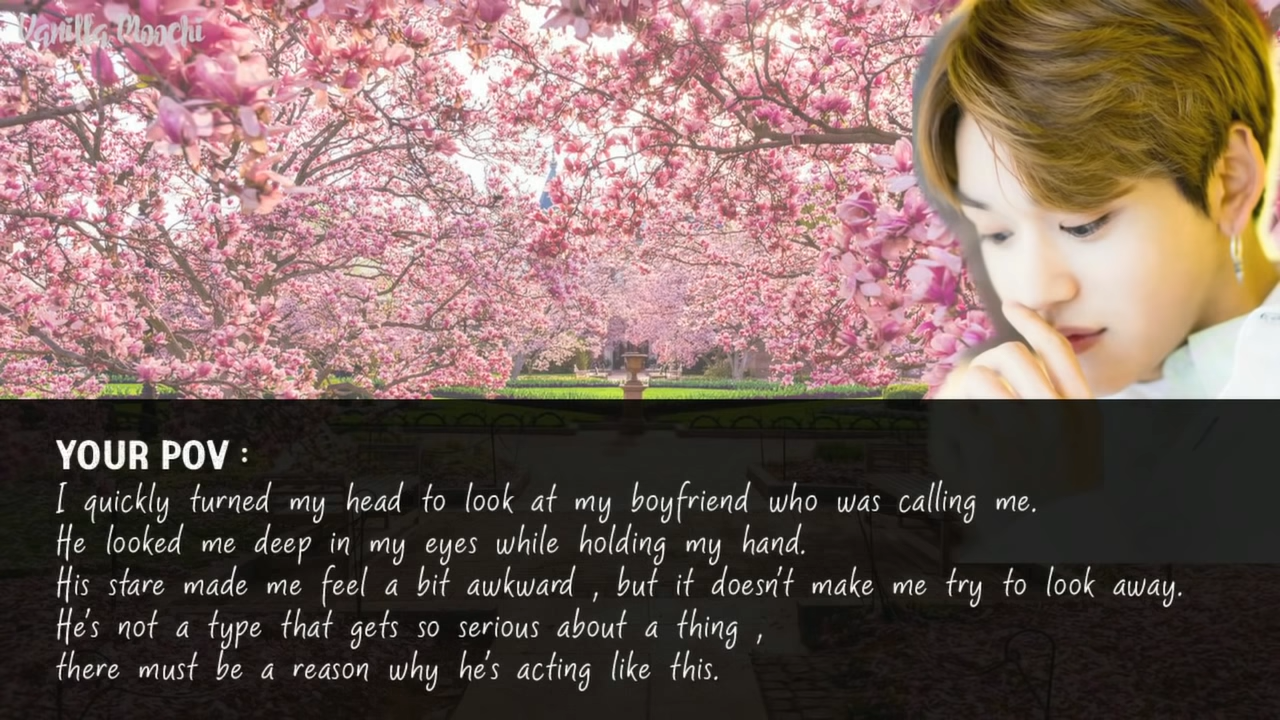 Vanilla Moochi
YOUR POV :
I quickly turned my head to look at my boyfriend who was calling me.
He looked me deep in my eyes while holding my hand.
His stare made me feel a bit awkward , but it doesn't make me try to look away.
He's not a type that gets so serious about a thing ,
there must be a reason why he's acting like this.